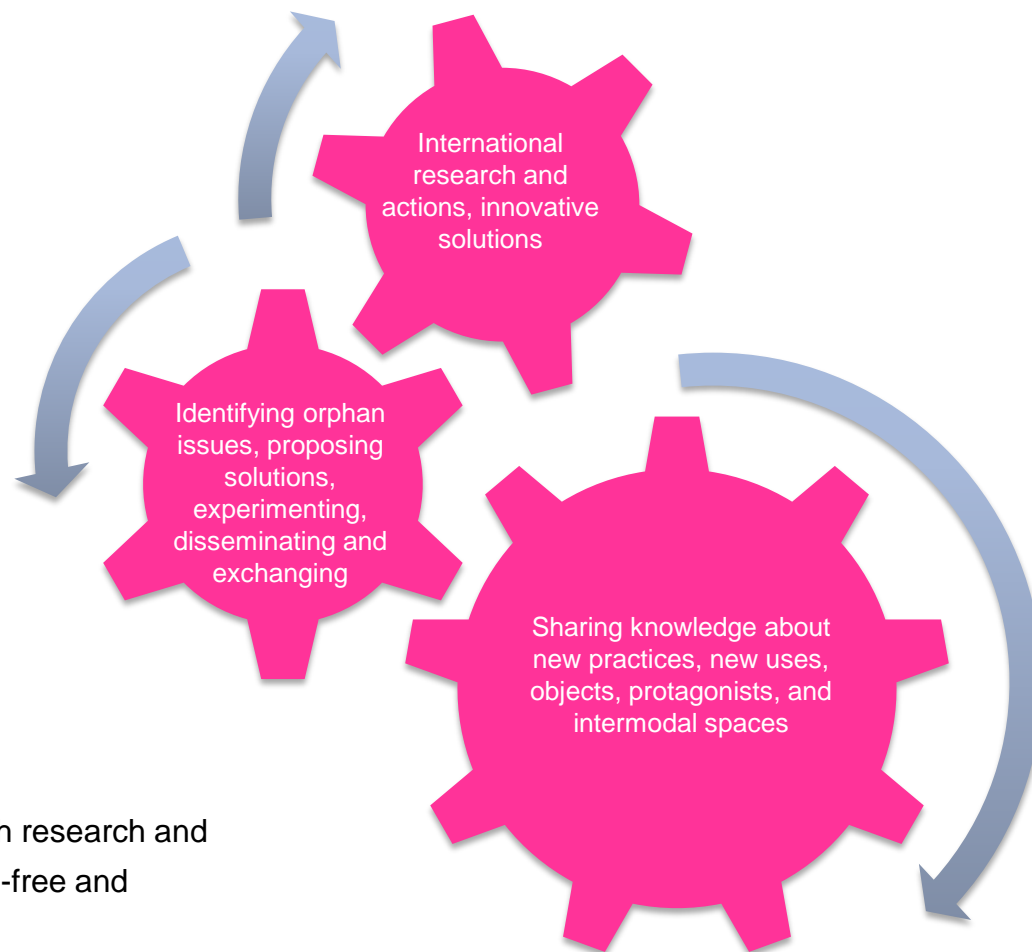 International
research and
actions, innovative
solutions
Identifying orphan
issues, proposing
solutions,
experimenting,
disseminating and
exchanging
Sharing knowledge about
new practices, new uses,
objects, protagonists, and
intermodal spaces
research and
-free and